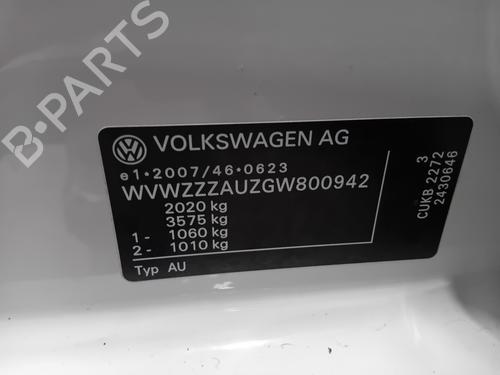 B-PARTS
VOLKSWAGEN AG
e1*2007/46*0623
WVWZZZAUZGW800942
2020 kg
3575 kg
1- 1060 kg
2- 1010 kg
Typ AU
3
CUKB 2272
2430646